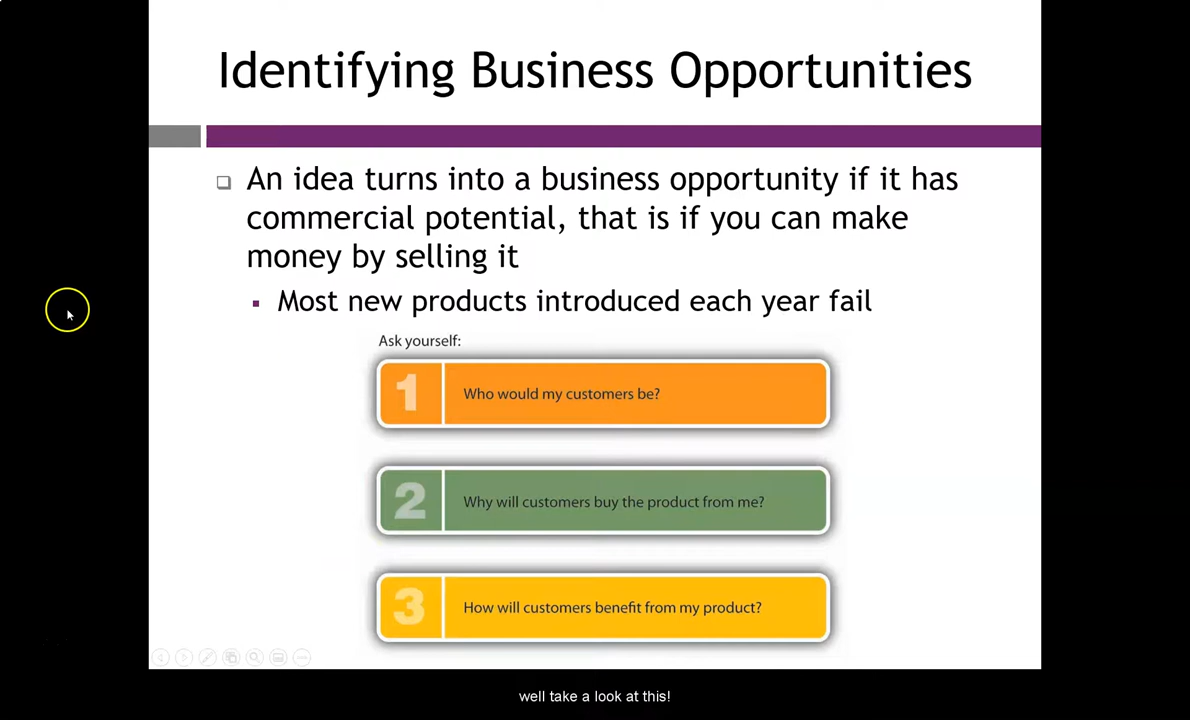 Identifying Business Opportunities
An idea turns into a business opportunity if it has
commercial potential, that is if you can make
money by selling it
Most new products introduced each year fail
Ask yourself:
1 Who would my customers be?
2 Why will customers buy the product from me?
3 How will customers benefit from my product?
well take a look at this!